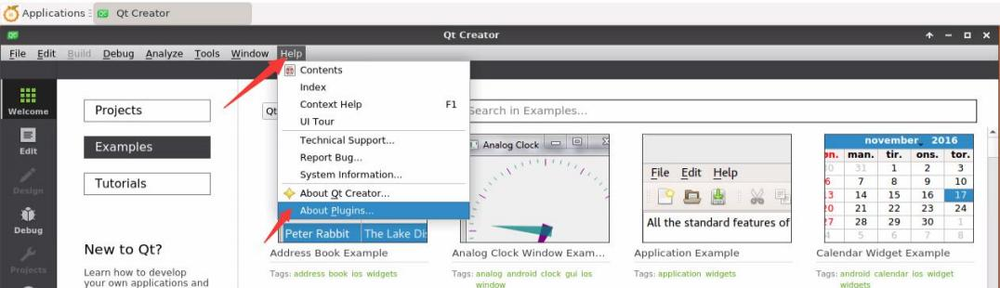 Applications
Qt Creator
Qt Creator
File Edit Build Debug Analyze Tools Window Help
Welcome
Edit
Design
Debug
Projects
Projects
Examples
Tutorials
New to Qt?
Learn how to develop
your own applications and
Contents
Index
Context Help F1
UI Tour
Technical Support...
Report Bug...
System Information...
About Qt Creator...
About Plugins...
Qt
Search in Examples...
Peter Rabbit The Lake Dis
Address Book Example
Tags: address book ios widgets
Analog Clock
Analog Clock Window Exam...
Tags: analog android clock gui ios
window
File Edit Help
All the standard features of
Application Example
Tags: application widgets
november 2016
øn. man. tir. ons. tor.
30 31 1 2 3
6 7 8 9 10
13 14 15 16 17
20 21 22 23 24
27 28 29 30 1
4 5 6 7 8
Calendar Widget Example
Tags: android calendar ios widget
widgets